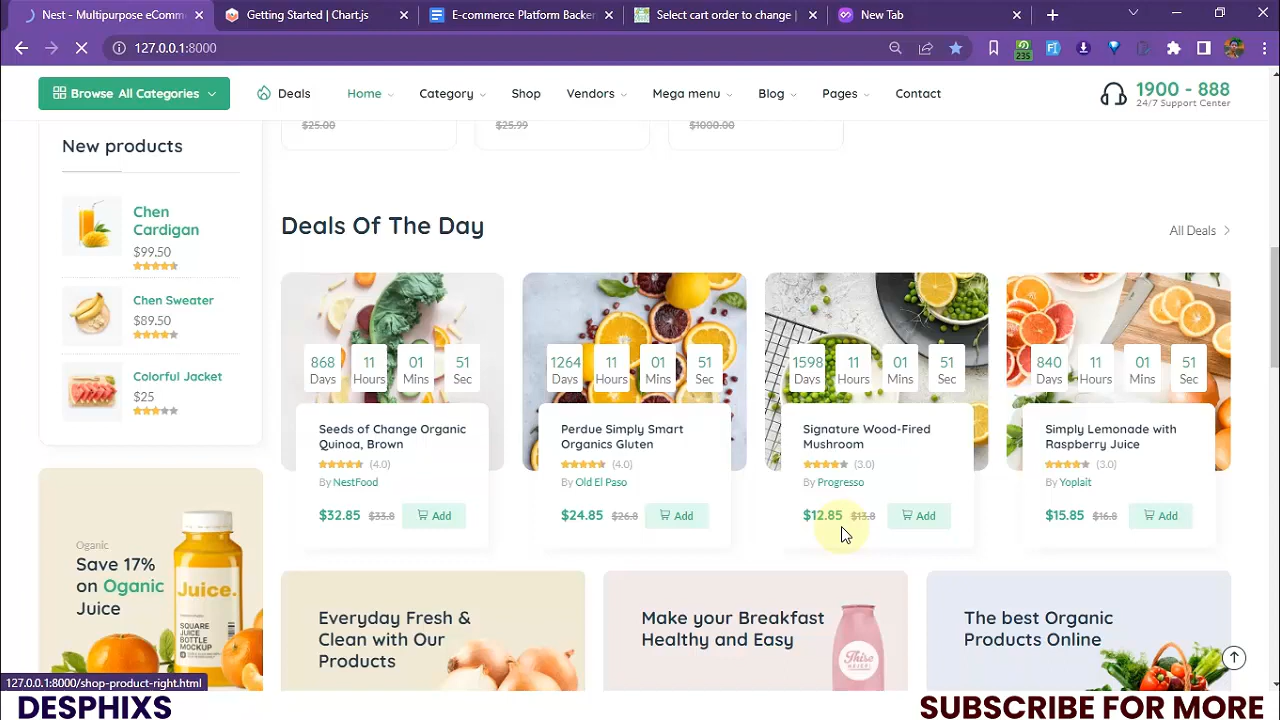 Nest - Multipurpose eComm
Getting Started | Chart.js
E-commerce Platform Backer
Select cart order to change
New Tab
127.0.0.1:8000
235
Browse All Categories
Deals
Home
Category
Shop
Vendors
Mega menu
Blog
Pages
Contact
1900 - 888
24/7 Support Center
$25.00
$25.99
$1000.00
New products
Chen
Cardigan
$99.50
Chen Sweater
$89.50
Colorful Jacket
$25
Deals Of The Day
All Deals
868 11 01 51
Days Hours Mins Sec
Seeds of Change Organic
Quinoa, Brown
(4.0)
By NestFood
$32.85 $33.8 Add
1264 11 01 51
Days Hours Mins Sec
Perdue Simply Smart
Organics Gluten
(4.0)
By Old El Paso
$24.85 $26.8 Add
1598 11 01 51
Days Hours Mins Sec
Signature Wood-Fired
Mushroom
(3.0)
By Progresso
$12.85 $13.8 Add
840 11 01 51
Days Hours Mins Sec
Simply Lemonade with
Raspberry Juice
(3.0)
By Yoplait
$15.85 $16.8 Add
Organic
Save 17%
on Oganic
Juice
Juice.
SQUARE
JUICE BOTTLE
MOCKUP
Everyday Fresh &
Clean with Our
Products
Make your Breakfast
Healthy and Easy
The best Organic
Products Online
127.0.0.1:8000/shop-product-right.html
DESPHIXS
SUBSCRIBE FOR MORE